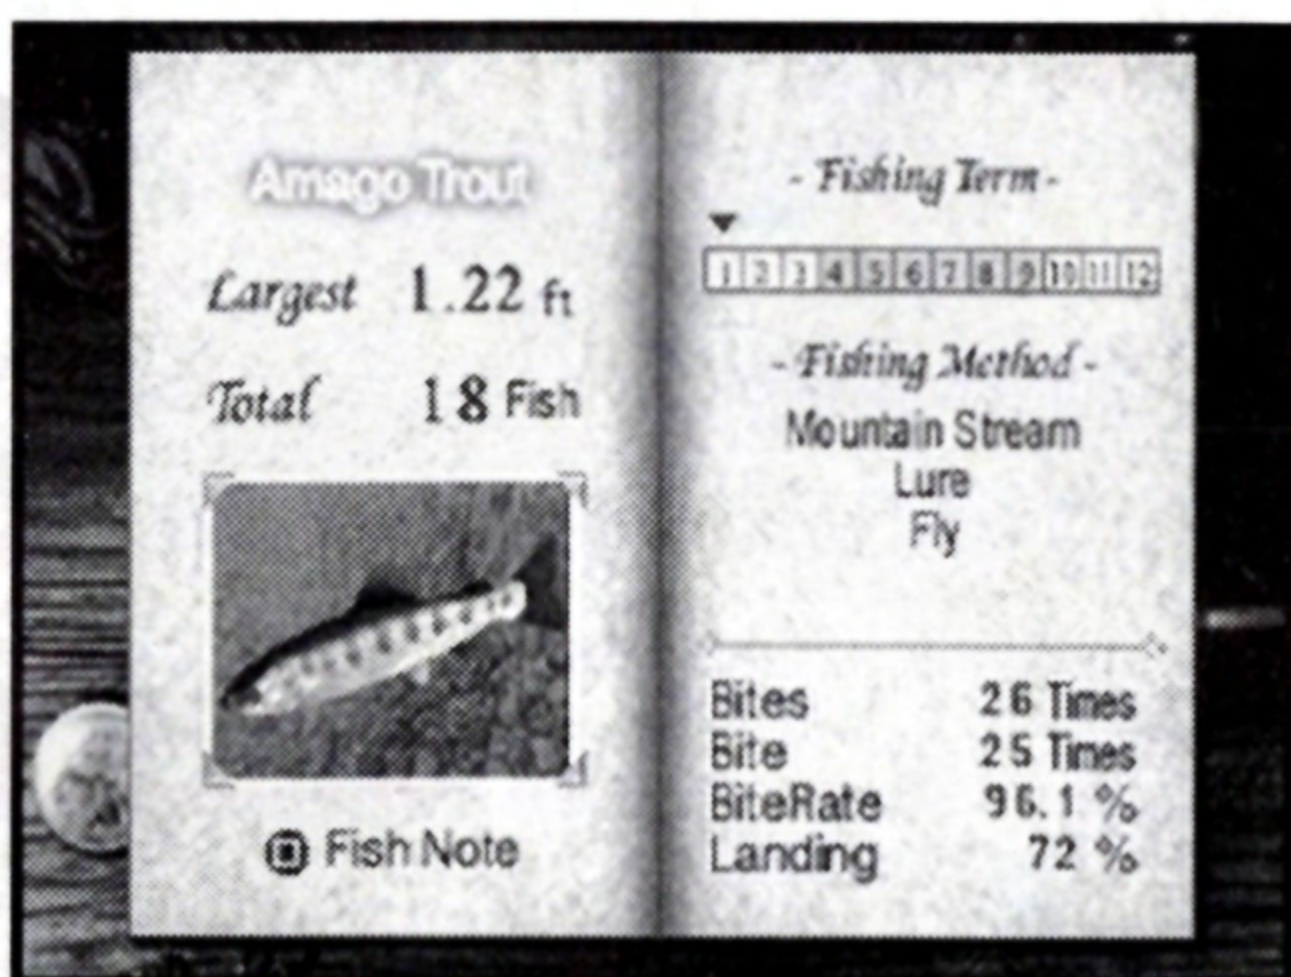 Amago Trout
Largest 1.22 ft
Total 18 Fish
Fish Note
- Fishing Term -
1 2 3 4 5 6 7 8 9 10 11 12
- Fishing Method -
Mountain Stream
Lure
Fly
Bites 26 Times
Bite 25 Times
BiteRate 96.1 %
Landing 72 %